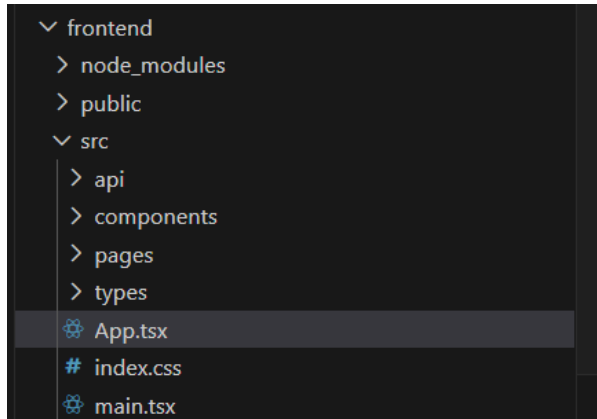 frontend
node_modules
public
src
api
components
pages
types
App.tsx
# index.css
main.tsx